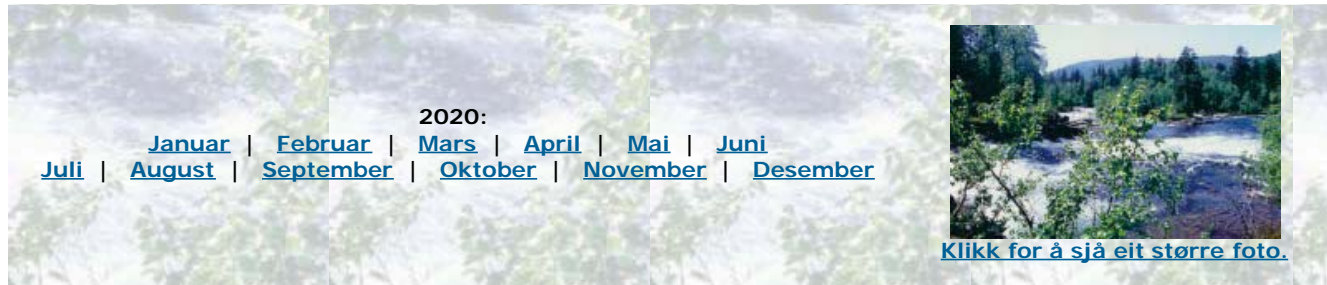 2020:
Januar | Februar | Mars | April | Mai | Juni
Juli | August | September | Oktober | November | Desember
Klikk for å sjå eit større foto.